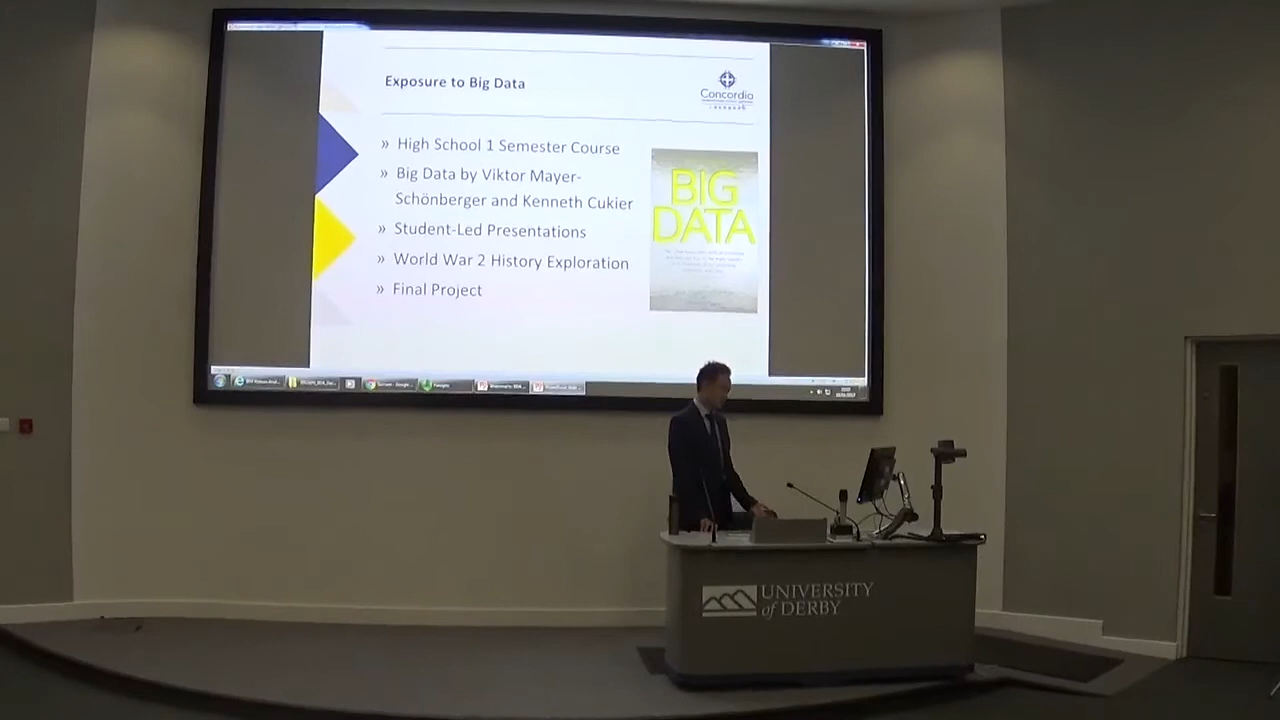 Exposure to Big Data
Concordia
» High School 1 Semester Course
» Big Data by Viktor Mayer-
Schönberger and Kenneth Cukier
» Student-Led Presentations
» World War 2 History Exploration
» Final Project
BIG
DATA
UNIVERSITY
of DERBY